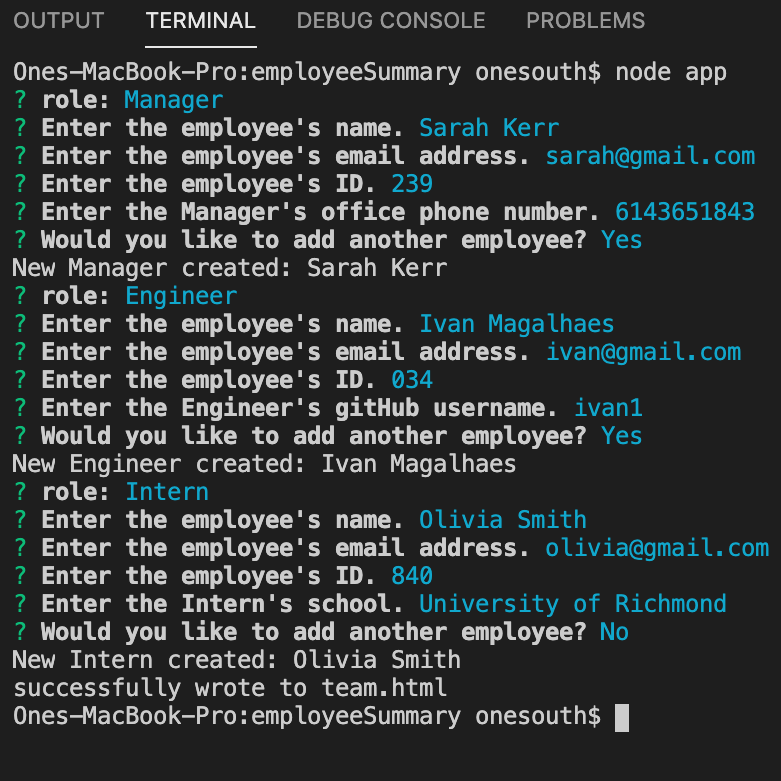 OUTPUT TERMINAL DEBUG CONSOLE PROBLEMS
Ones-MacBook-Pro:employeeSummary onesouth$ node app
? role: Manager
? Enter the employee's name. Sarah Kerr
? Enter the employee's email address. sarah@gmail.com
? Enter the employee's ID. 239
? Enter the Manager's office phone number. 6143651843
? Would you like to add another employee? Yes
New Manager created: Sarah Kerr
? role: Engineer
? Enter the employee's name. Ivan Magalhaes
? Enter the employee's email address. ivan@gmail.com
? Enter the employee's ID. 034
? Enter the Engineer's gitHub username. ivan1
? Would you like to add another employee? Yes
New Engineer created: Ivan Magalhaes
? role: Intern
? Enter the employee's name. Olivia Smith
? Enter the employee's email address. olivia@gmail.com
? Enter the employee's ID. 840
? Enter the Intern's school. University of Richmond
? Would you like to add another employee? No
New Intern created: Olivia Smith
successfully wrote to team.html
Ones-MacBook-Pro:employeeSummary onesouth$